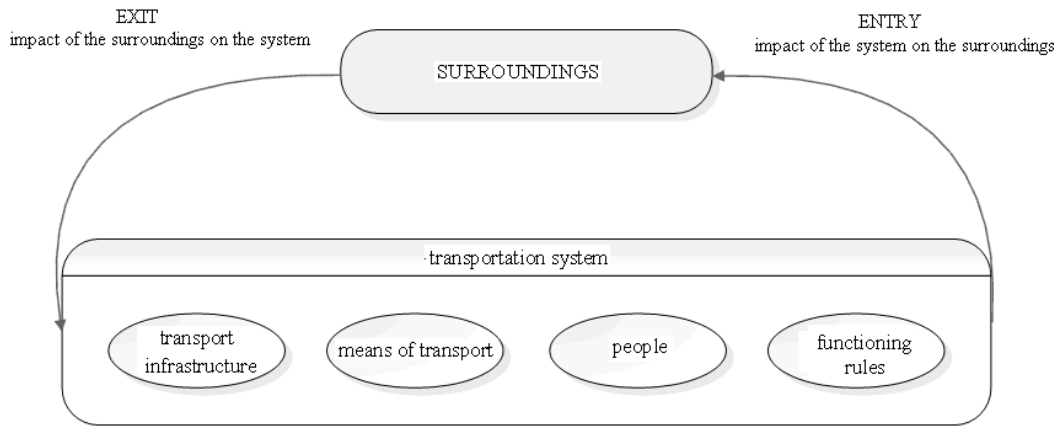 EXIT
impact of the surroundings on the system
ENTRY
impact of the system on the surroundings
SURROUNDINGS
transportation system
transport
infrastructure
means of transport
people
functioning
rules